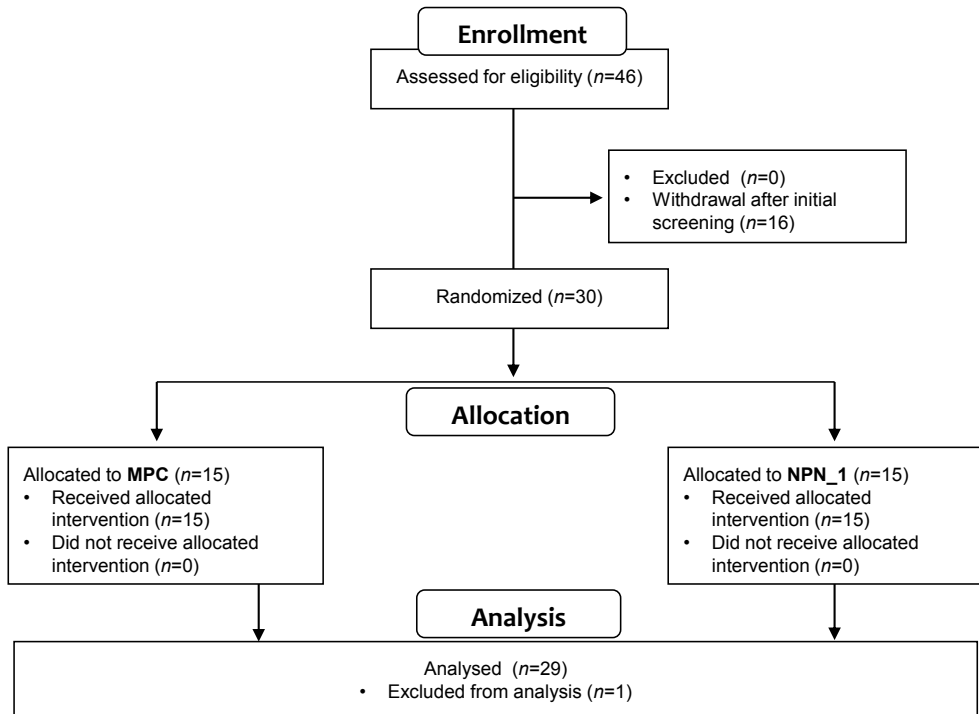 Enrollment
Assessed for eligibility (n=46)
• Excluded (n=0)
• Withdrawal after initial
screening (n=16)
Randomized (n=30)
Allocation
Allocated to MPC (n=15)
• Received allocated
intervention (n=15)
• Did not receive allocated
intervention (n=0)
Allocated to NPN_1 (n=15)
• Received allocated
intervention (n=15)
• Did not receive allocated
intervention (n=0)
Analysis
Analysed (n=29)
• Excluded from analysis (n=1)